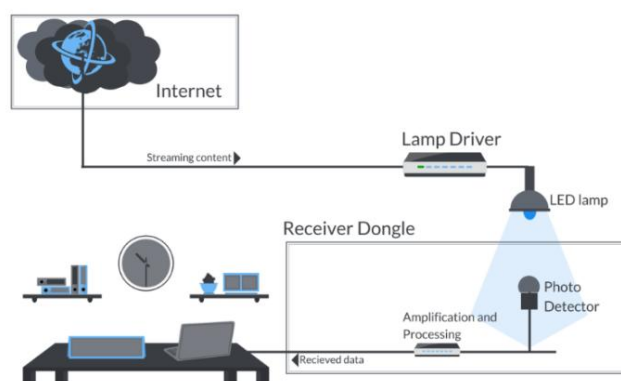 Internet
Streaming content
Lamp Driver
LED lamp
Receiver Dongle
Photo
Detector
Amplification and
Processing
Recieved data